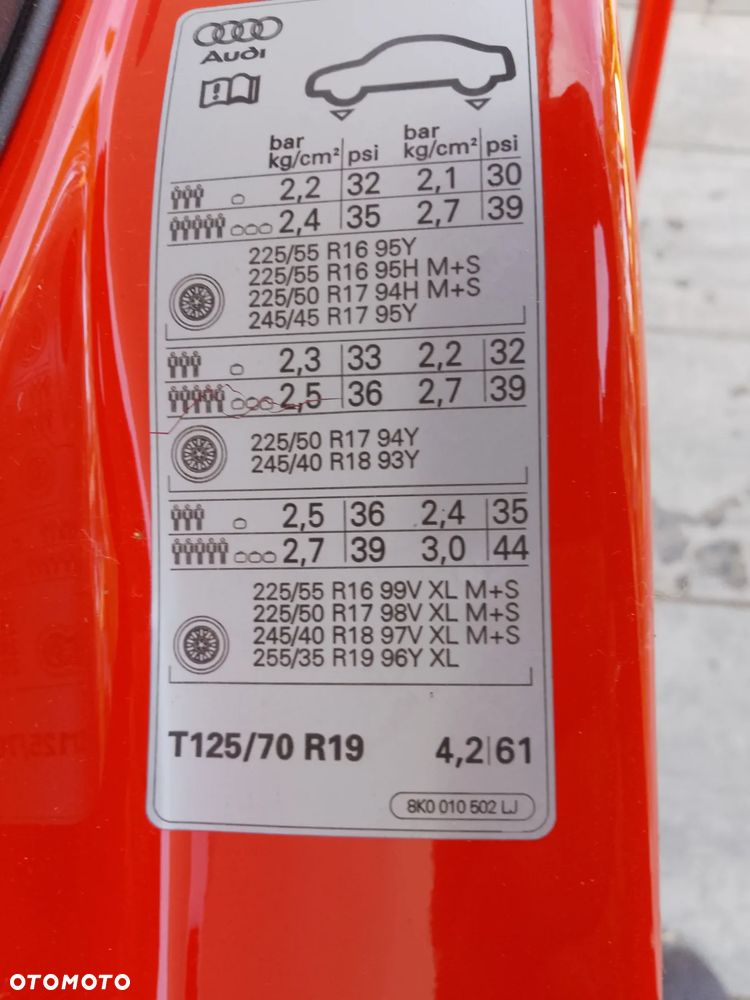 Audi
bar psi bar psi
kg/cm² kg/cm²
2,2 32 2,1 30
2,4 35 2,7 39
225/55 R16 95Y
225/55 R16 95H M+S
225/50 R17 94H M+S
245/45 R17 95Y
2,3 33 2,2 32
2,5 36 2,7 39
225/50 R17 94Y
245/40 R18 93Y
2,5 36 2,4 35
2,7 39 3,0 44
225/55 R16 99V XL M+S
225/50 R17 98V XL M+S
245/40 R18 97V XL M+S
255/35 R19 96Y XL
T125/70 R19 4,2 61
8K0 010 502 LJ
OTOMOTO